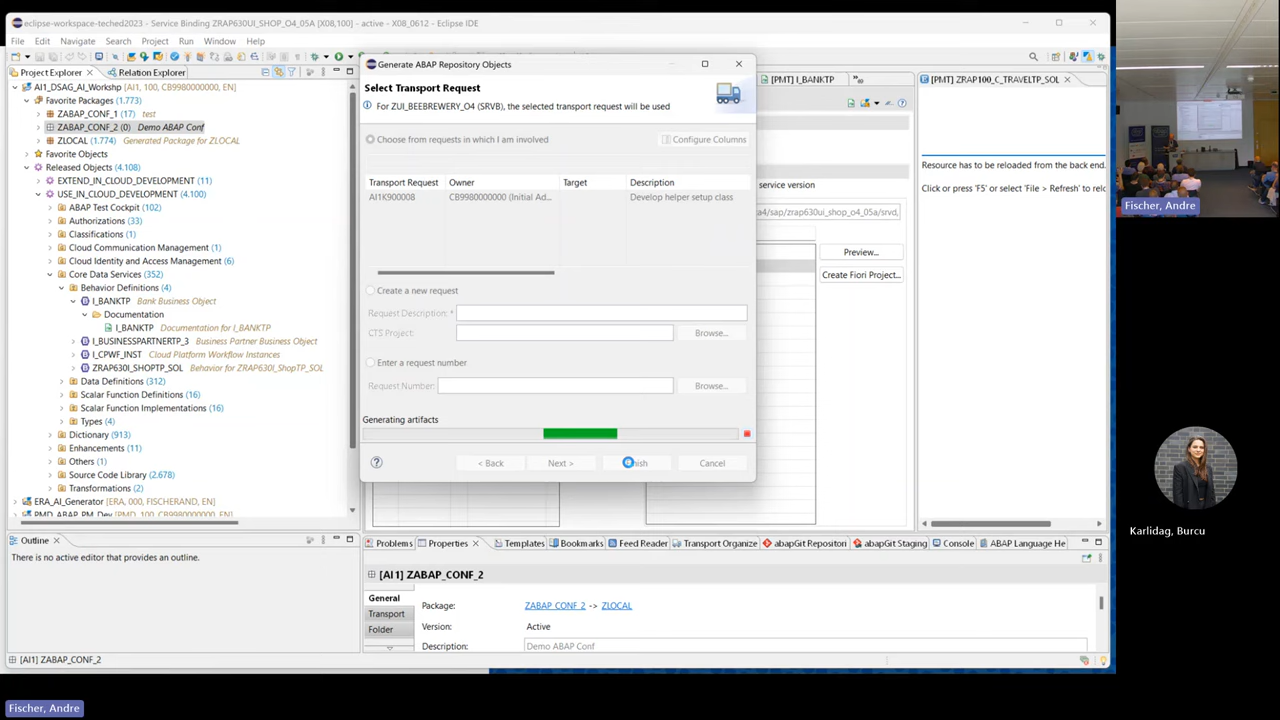 eclipse-workspace-teched2023 - Service Binding ZRAP630UI_SHOP_O4_05A [X08,100] - active - X08_0612 - Eclipse IDE
File Edit Navigate Search Project Run Window Help
Project Explorer Relation Explorer
AI1_DSAG_AI_Workshp (AI1, 100, CB9980000000, EN)
Favorite Packages (1.773)
ZABAP_CONF_1 (17) test
ZABAP_CONF_2 (0) Demo ABAP Conf
ZLOCAL (1.774) Generated Package for ZLOCAL
Favorite Objects
Released Objects (4.108)
EXTEND_IN_CLOUD_DEVELOPMENT (11)
USE_IN_CLOUD_DEVELOPMENT (4.100)
ABAP Test Cockpit (102)
Authorizations (33)
Classifications (1)
Cloud Communication Management (1)
Cloud Identity and Access Management (6)
Core Data Services (352)
Behavior Definitions (4)
I_BANKTP Bank Business Object
Documentation
I_BANKTP Documentation for I_BANKTP
I_BUSINESSPARTNERTP_3 Business Partner Business Object
I_CPWF_INST Cloud Platform Workflow Instances
ZRAP630I_SHOPTP_SOL Behavior for ZRAP630I_ShopTP_SOL
Data Definitions (312)
Scalar Function Definitions (16)
Scalar Function Implementations (16)
Types (4)
Dictionary (913)
Enhancements (11)
Others (1)
Source Code Library (2.678)
Transformations (2)
ERA_AI_Generator (ERA, 000, FISCHERAND, EN)
PMD_ABAP_PM_Dev (PMD, 100, CB9980000000, EN)
Outline
There is no active editor that provides an outline.
[AI1] ZABAP_CONF_2
Generate ABAP Repository Objects
Select Transport Request
For ZUI_BEEBREWERY_O4 (SRVB), the selected transport request will be used
Choose from requests in which I am involved
Configure Columns
Transport Request Owner Target Description
AI1K900008 CB9980000000 (Initial Ad... Develop helper setup class
Create a new request
Request Description: *
CTS Project: Browse...
Enter a request number
Request Number: Browse...
Generating artifacts
< Back Next > Cancel
[PMT] I_BANKTP
[PMT] ZRAP100_C_TRAVELTP_SOL
service version
a4/sap/zrap630ui_shop_o4_05a/srvd,
Preview...
Create Fiori Project...
Resource has to be reloaded from the back end.
Click or press 'F5' or select 'File > Refresh' to relo
Problems Properties Templates Bookmarks Feed Reader Transport Organize abapGit Repositori abapGit Staging Console ABAP Language He
[AI1] ZABAP_CONF_2
General
Transport
Folder
Package: ZABAP_CONF_2 -> ZLOCAL
Version: Active
Description: Demo ABAP Conf
Fischer, Andre
Karlidag, Burcu
Fischer, Andre